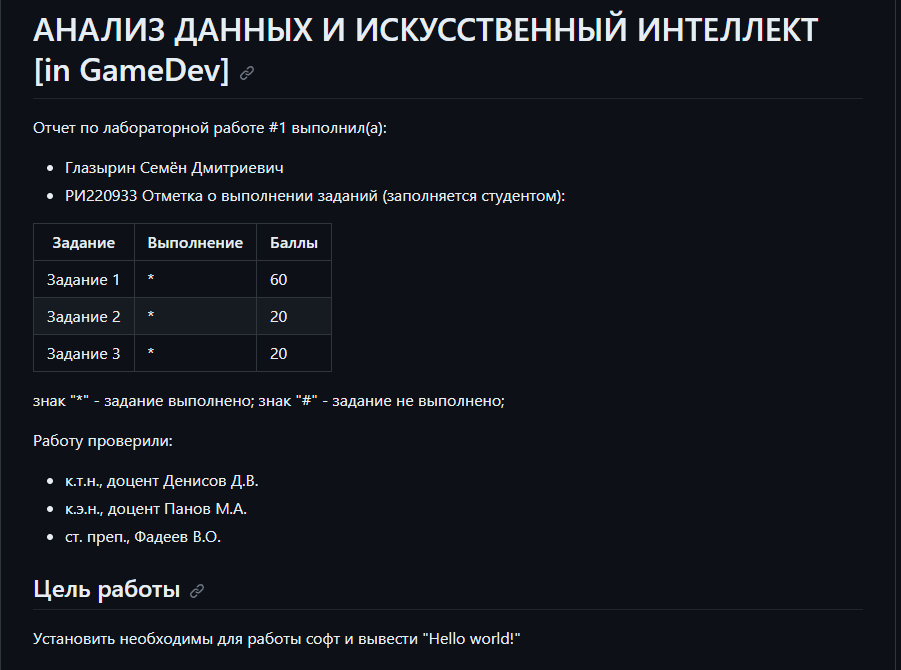 АНАЛИЗ ДАННЫХ И ИСКУССТВЕННЫЙ ИНТЕЛЛЕКТ
[in GameDev]
Отчет по лабораторной работе #1 выполнил(а):
Глазырин Семён Дмитриевич
РИ220933 Отметка о выполнении заданий (заполняется студентом):
Задание Выполнение Баллы
Задание 1 * 60
Задание 2 * 20
Задание 3 * 20
знак "*" - задание выполнено; знак "#" - задание не выполнено;
Работу проверили:
к.т.н., доцент Денисов Д.В.
к.э.н., доцент Панов М.А.
ст. преп., Фадеев В.О.
Цель работы
Установить необходимы для работы софт и вывести "Hello world!"